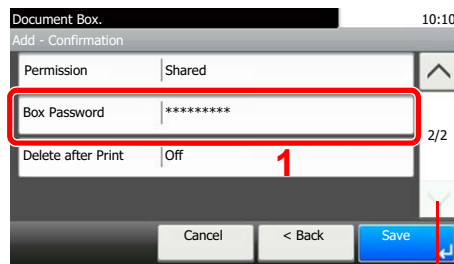 Document Box. 10:10
Add - Confirmation
Permission Shared
Box Password *********
2/2
Delete after Print Off
1
Cancel < Back Save